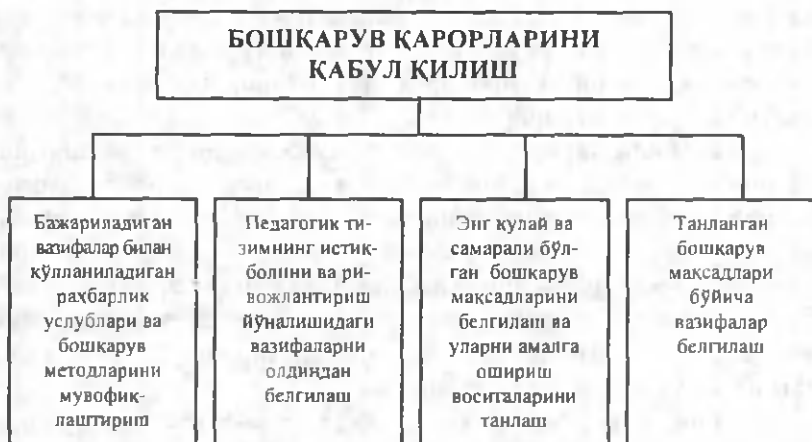 БОШҚАРУВ ҚАРОРЛАРИНИ
ҚАБУЛ ҚИЛИШ
Бажариладиган
вазифалар билан
қўлланиладиган
раҳбарлик
услублари ва
бошқарув
методларини
мувофиқ-
лаштириш
Педагогик ти-
зимнинг истиқ-
болини ва ри-
вожлантириш
йўналишидаги
вазифаларни
олдиндан
белгилаш
Энг қулай ва
самарали бўл-
ган бошқарув
мақсадларини
белгилаш ва
уларни амалга
ошириш
воситаларини
танлаш
Танланган
бошқарув
мақсадлари
бўйича
вазифалар
белгилаш